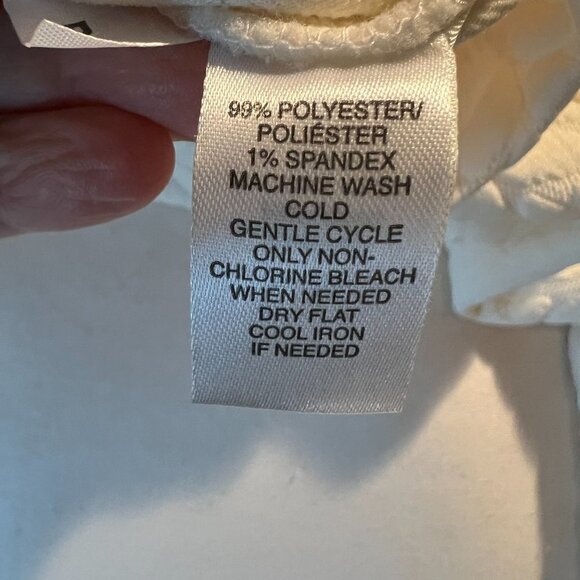 99% POLYESTER/
POLIÉSTER
1% SPANDEX
MACHINE WASH
COLD
GENTLE CYCLE
ONLY NON-
CHLORINE BLEACH
WHEN NEEDED
DRY FLAT
COOL IRON
IF NEEDED